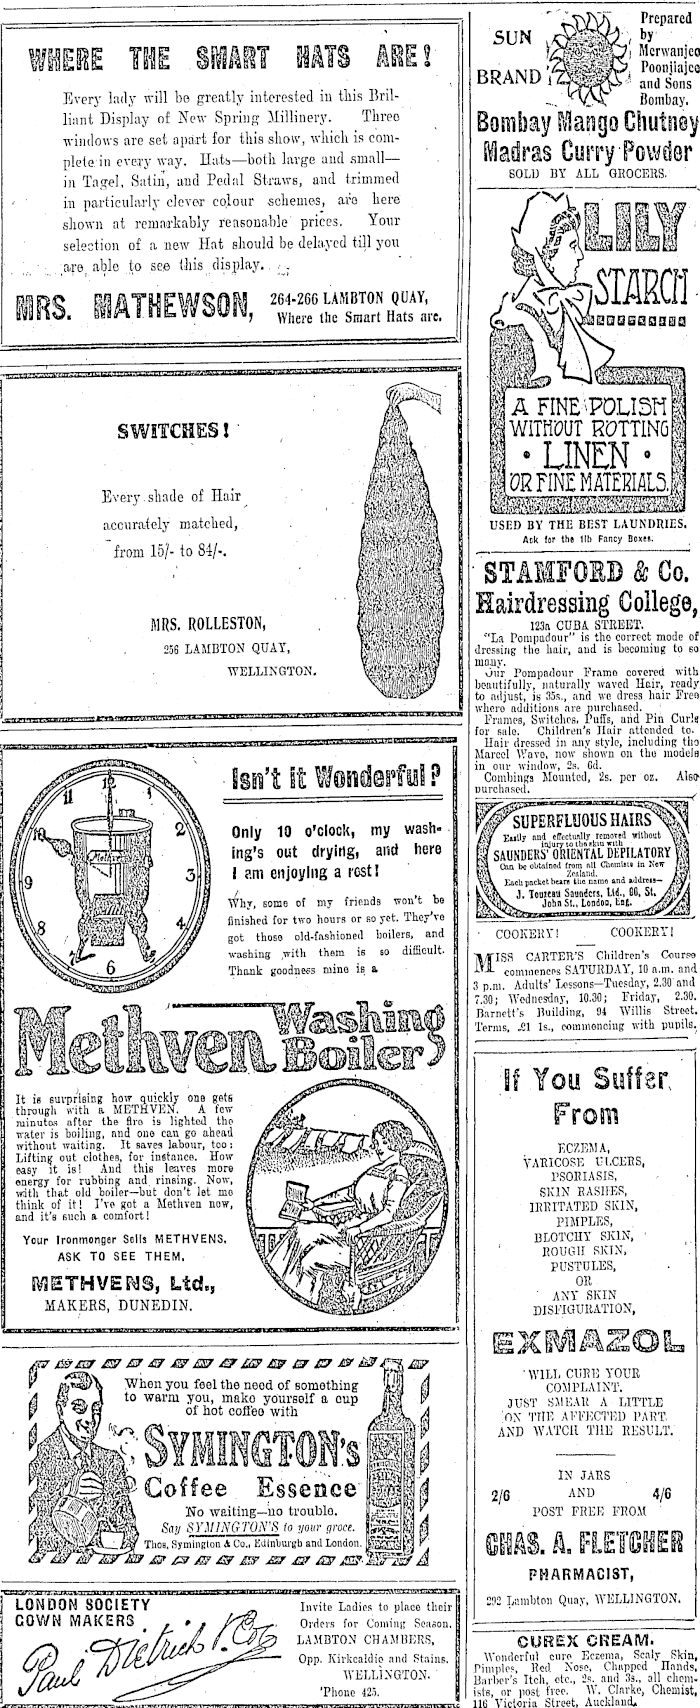 WHERE THE SMART HATS ARE!
Every lady will be greatly interested in this Bril-
liant Display of New Spring Millinery. Three
windows are set apart for this show, which is com-
plete in every way. Hats—both large and small—
in Tagel, Satin, and Pedal Straws, and trimmed
in particularly clever colour schemes, are here
shown at remarkably reasonable prices. Your
selection of a new Hat should be delayed till you
are able to see this display.
MRS. MATHEWSON,
264-266 LAMBTON QUAY,
Where the Smart Hats are.
SWITCHES!
Every shade of Hair
accurately matched,
from 15/- to 84/-.
MRS. ROLLESTON,
256 LAMBTON QUAY,
WELLINGTON.
11 12 1
10 2
9 3
8 4
6
Methven
Isn't it Wonderful?
Only 10 o'clock, my wash-
ing's out drying, and here
I am enjoying a rest!
Why, some of my friends won't be
finished for two hours or so yet. They've
got those old-fashioned boilers, and
washing with them is so difficult.
Thank goodness mine is a
Methven Washing
Boiler
It is surprising how quickly one gets
through with a METHVEN. A few
minutes after the fire is lighted the
water is boiling, and one can go ahead
without waiting. It saves labour, too:
Lifting out clothes, for instance. How
easy it is! And this leaves more
energy for rubbing and rinsing. Now,
with that old boiler—but don't let me
think of it! I've got a Methven now,
and it's such a comfort!
Your Ironmonger Sells METHVENS.
ASK TO SEE THEM.
METHVENS, Ltd.,
MAKERS, DUNEDIN.
When you feel the need of something
to warm you, make yourself a cup
of hot coffee with
SYMINGTON'S
Coffee Essence
No waiting—no trouble.
Say SYMINGTON'S to your groce.
Thos. Symington & Co., Edinburgh and London.
LONDON SOCIETY
GOWN MAKERS
Paul Dietrich & Co
Invite Ladies to place their
Orders for Coming Season.
LAMBTON CHAMBERS,
Opp. Kirkcaldie and Stains.
WELLINGTON.
'Phone 425.
SUN
BRAND
Prepared
by
Merwanjee
Poonjiajee
and Sons
Bombay.
Bombay Mango Chutney
Madras Curry Powder
SOLD BY ALL GROCERS.
LILY
STARCH
A FINE POLISH
WITHOUT ROTTING
• LINEN •
OR FINE MATERIALS.
USED BY THE BEST LAUNDRIES.
Ask for the 1lb Fancy Boxes.
STAMFORD & Co.
Hairdressing College,
123a CUBA STREET.
"La Pompadour" is the correct mode of
dressing the hair, and is becoming to so
many.
Our Pompadour Frame covered with
beautifully, naturally waved Hair, ready
to adjust, is 35s., and we dress hair Free
where additions are purchased.
Frames, Switches, Puffs, and Pin Curls
for sale. Children's Hair attended to.
Hair dressed in any style, including the
Marcel Wave, now shown on the models
in our window, 2s. 6d.
Combings Mounted, 2s. per oz. Also
purchased.
SUPERFLUOUS HAIRS
Easily and effectually removed without
injury to the skin with
SAUNDERS' ORIENTAL DEPILATORY
Can be obtained from all Chemists in New
Zealand.
Each packet bears the name and address—
J. Touzeau Saunders, Ltd., 66, St.
John St., London, Eng.
COOKERY! COOKERY!
MISS CARTER'S Children's Course
commences SATURDAY, 10 a.m. and
3 p.m. Adults' Lessons—Tuesday, 2.30 and
7.30; Wednesday, 10.30; Friday, 2.30.
Barnett's Building, 94 Willis Street.
Terms, £1 1s., commencing with pupils.
If You Suffer
From
ECZEMA,
VARICOSE ULCERS,
PSORIASIS,
SKIN RASHES,
IRRITATED SKIN,
PIMPLES,
BLOTCHY SKIN,
ROUGH SKIN,
PUSTULES,
OR
ANY SKIN
DISFIGURATION,
EXMAZOL
WILL CURE YOUR
COMPLAINT.
JUST SMEAR A LITTLE
ON THE AFFECTED PART
AND WATCH THE RESULT.
IN JARS
2/6 AND 4/6
POST FREE FROM
CHAS. A. FLETCHER
PHARMACIST,
292 Lambton Quay, WELLINGTON.
CUREX CREAM.
Wonderful cure Eczema, Scaly Skin,
Pimples, Red Nose, Chapped Hands,
Barber's Itch, etc., 2s. and 3s., all chem-
ists, or post free. W. Clarke, Chemist,
116 Victoria Street, Auckland.